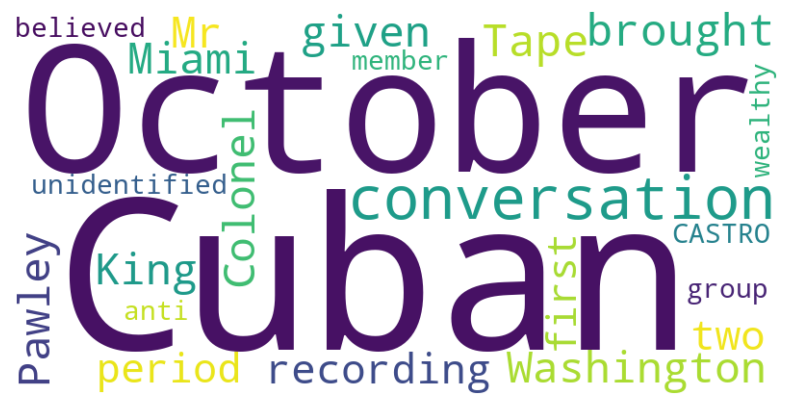 believed
Mr
given
Tape
brought
Miami
member
October
wealthy
Colonel
unidentified
conversation
Cuban
CASTRO
Pawley
King
first
group
anti
two
period
recording
Washington